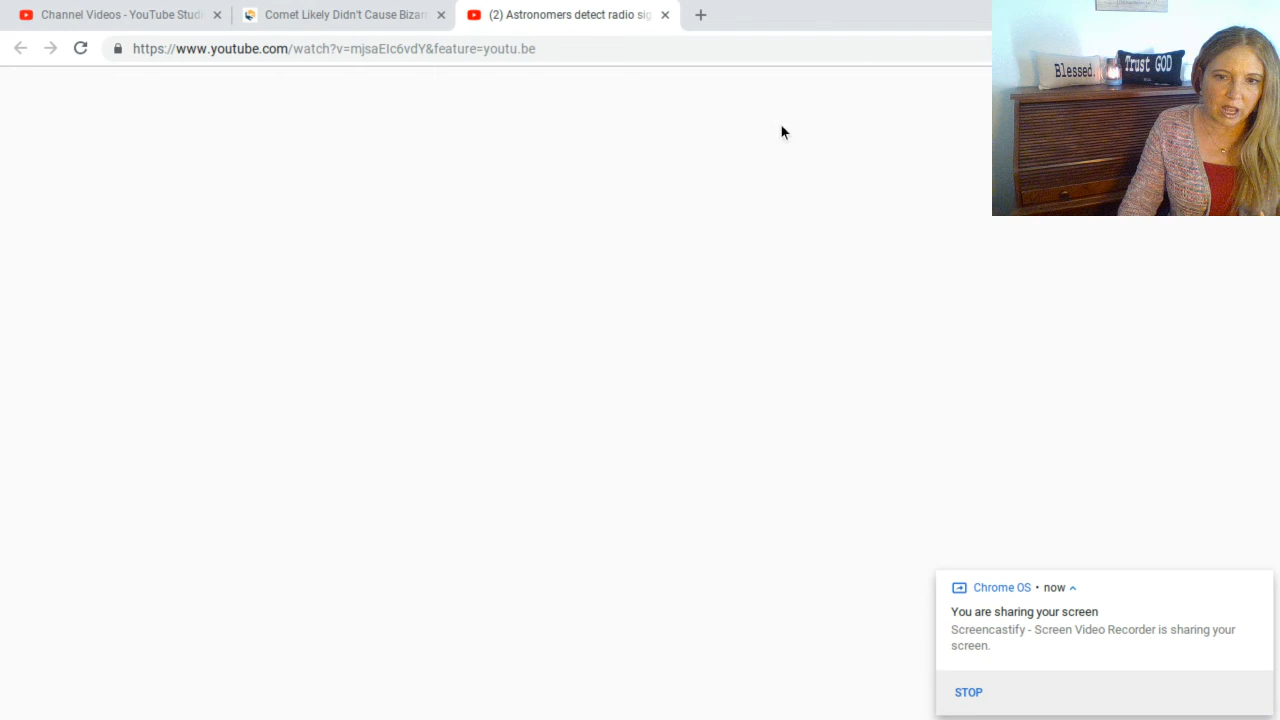 Channel Videos - YouTube Studi
Comet Likely Didn't Cause Bizarr
(2) Astronomers detect radio sig
https://www.youtube.com/watch?v=mjsaEIc6vdY&feature=youtu.be
Blessed.
Trust GOD
Chrome OS • now
You are sharing your screen
Screencastify - Screen Video Recorder is sharing your
screen.
STOP